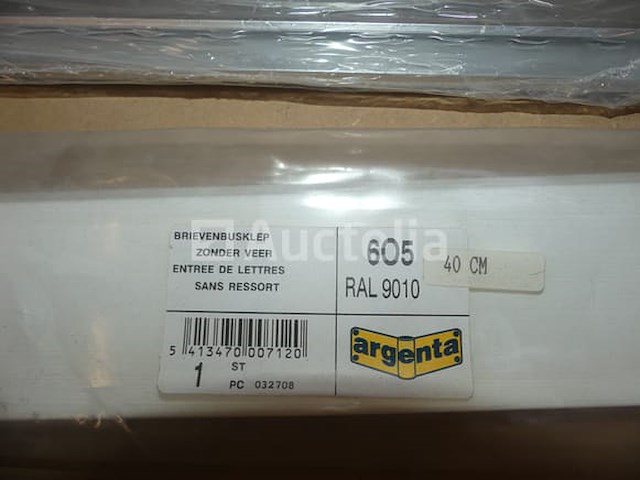 Auctelia
BRIEVENBUSKLEP
ZONDER VEER
ENTREE DE LETTRES
SANS RESSORT
605
RAL 9010
40 CM
5 413470 007120
1 ST
PC 032708
argenta